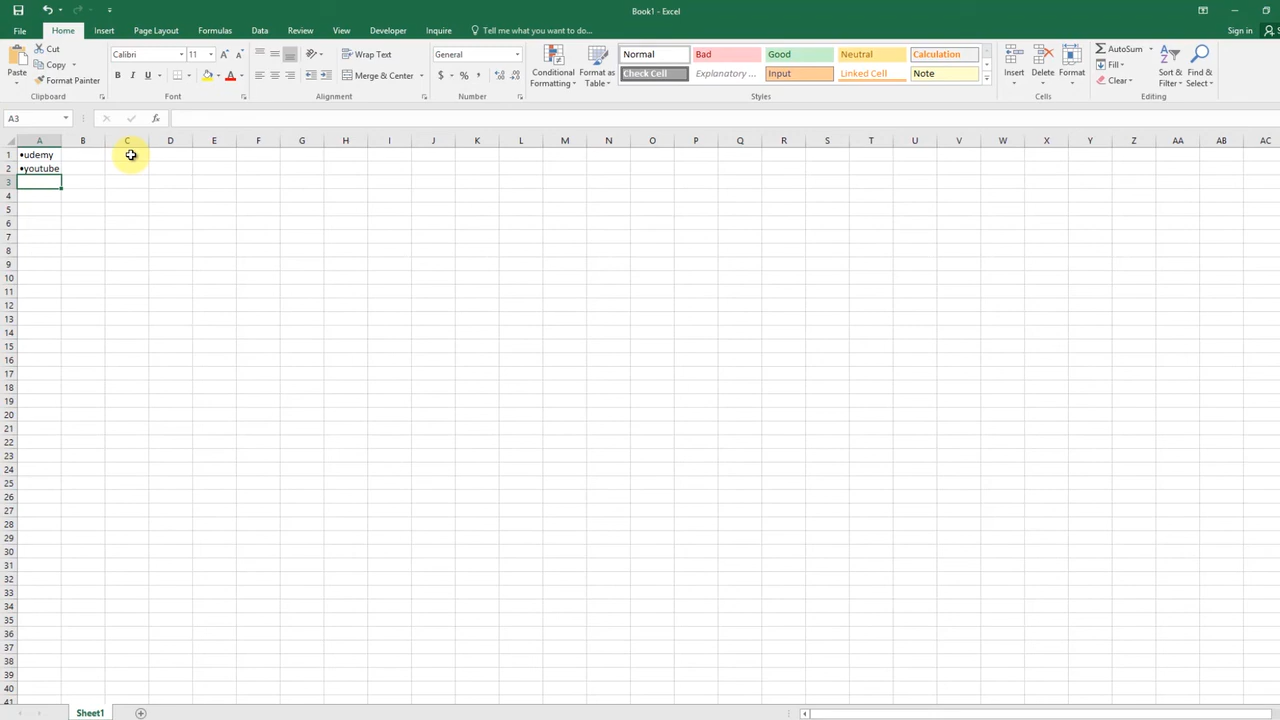 Book1 - Excel
Sign in
File Home Insert Page Layout Formulas Data Developer Review View Inquire Tell me what you want to do...
Paste
Cut
Copy
Format Painter
Clipboard
Calibri 11
B I U
Font
Wrap Text
Merge & Center
Alignment
General
$ % ,
Number
Conditional Formatting
Format as Table
Normal Bad Good Neutral Calculation
Check Cell Explanatory ... Input Linked Cell Note
Styles
Insert Delete Format
Cells
AutoSum
Fill
Clear
Sort & Filter
Find & Select
Editing
A3
fx
A B C D E F G H I J K L M N O P Q R S T U V W X Y Z AA AB AC
1 •udemy
2 •youtube
3
4
5
6
7
8
9
10
11
12
13
14
15
16
17
18
19
20
21
22
23
24
25
26
27
28
29
30
31
32
33
34
35
36
37
38
39
40
41
Sheet1